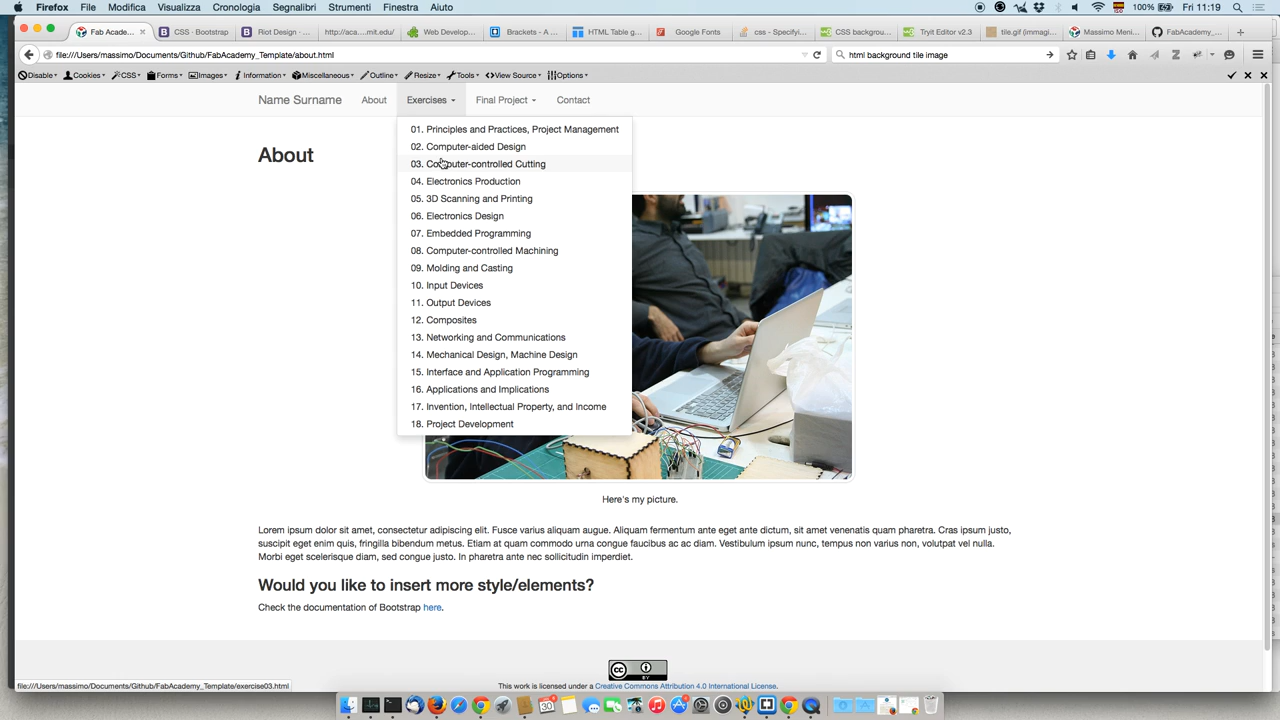 Firefox File Modifica Visualizza Cronologia Segnalibri Strumenti Finestra Aiuto 100% Fri 11:19
Fab Acade... CSS · Bootstrap Riot Design - ... http://aca....mit.edu/ Web Develop... Brackets - A ... HTML Table g... Google Fonts css - Specifyi... CSS backgrou... Tryit Editor v2.3 tile.gif (immagi... Massimo Meni... FabAcademy_...
file:///Users/massimo/Documents/Github/FabAcademy_Template/about.html html background tile image
Disable Cookies CSS Forms Images Information Miscellaneous Outline Resize Tools View Source Options
Name Surname About Exercises Final Project Contact
01. Principles and Practices, Project Management
02. Computer-aided Design
About
03. Computer-controlled Cutting
04. Electronics Production
05. 3D Scanning and Printing
06. Electronics Design
07. Embedded Programming
08. Computer-controlled Machining
09. Molding and Casting
10. Input Devices
11. Output Devices
12. Composites
13. Networking and Communications
14. Mechanical Design, Machine Design
15. Interface and Application Programming
16. Applications and Implications
17. Invention, Intellectual Property, and Income
18. Project Development
Here's my picture.
Lorem ipsum dolor sit amet, consectetur adipiscing elit. Fusce varius aliquam augue. Aliquam fermentum ante eget ante dictum, sit amet venenatis quam pharetra. Cras ipsum justo,
suscipit eget enim quis, fringilla bibendum metus. Etiam at quam commodo urna congue faucibus ac ac diam. Vestibulum ipsum nunc, tempus non varius non, volutpat vel nulla.
Morbi eget scelerisque diam, sed congue justo. In pharetra ante nec sollicitudin imperdiet.
Would you like to insert more style/elements?
Check the documentation of Bootstrap here.
cc BY
This work is licensed under a Creative Commons Attribution 4.0 International License.
file:///Users/massimo/Documents/Github/FabAcademy_Template/exercise03.html
30